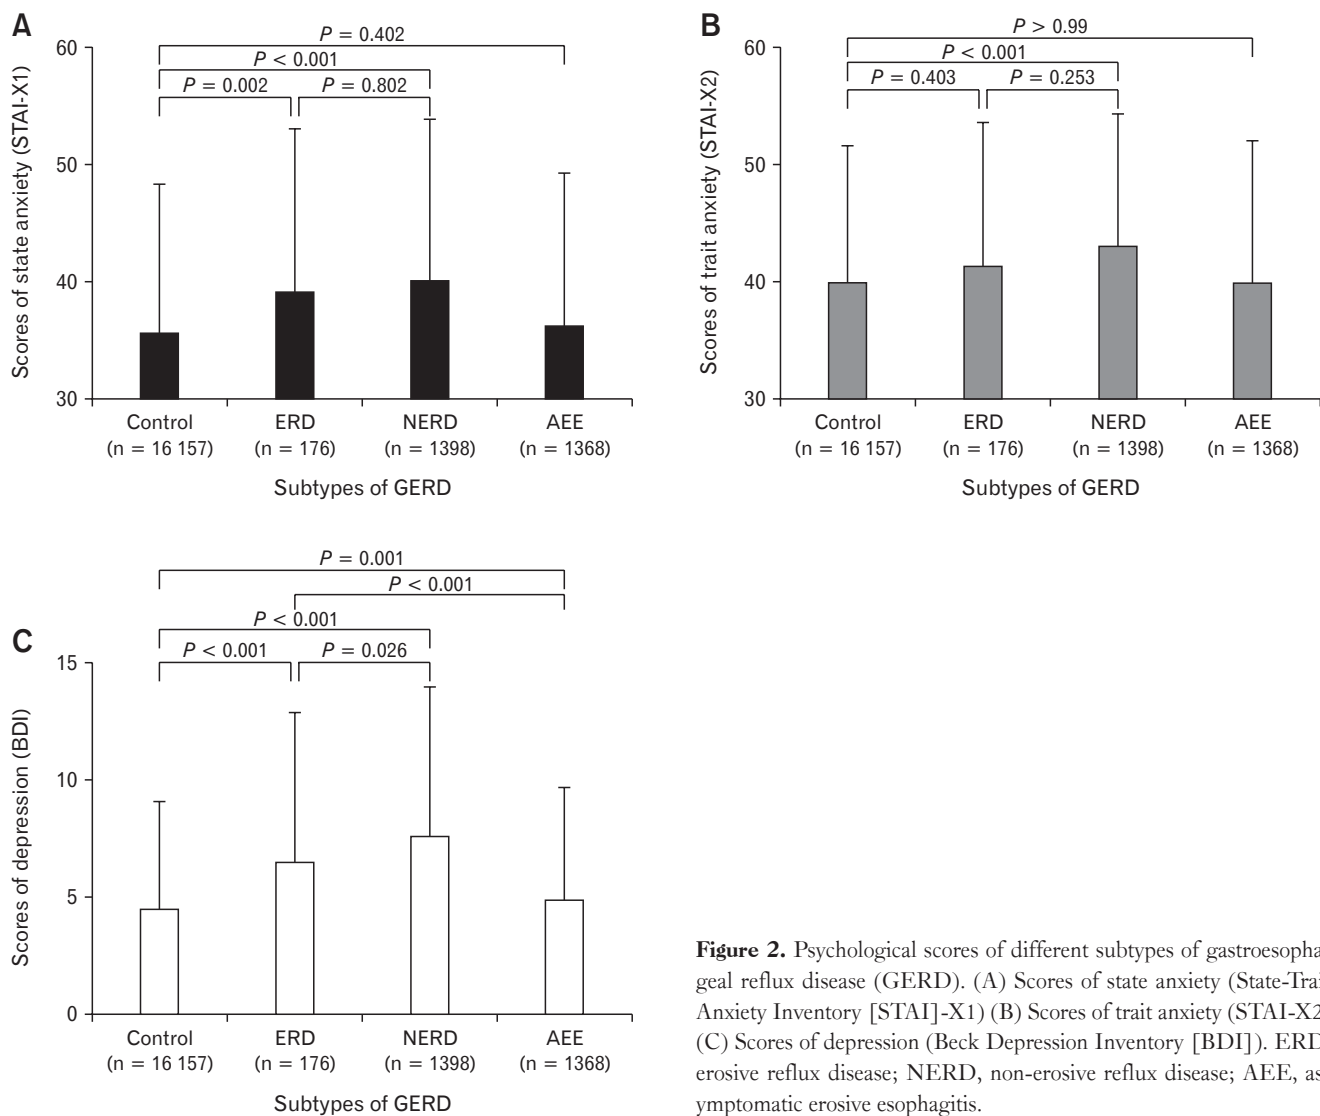 A
P = 0.402
P < 0.001
P = 0.002
P = 0.802
60
50
40
30
Scores of state anxiety (STAI-X1)
Control
(n = 16 157)
ERD
(n = 176)
NERD
(n = 1398)
AEE
(n = 1368)
Subtypes of GERD
B
P > 0.99
P < 0.001
P = 0.403
P = 0.253
60
50
40
30
Scores of trait anxiety (STAI-X2)
Control
(n = 16 157)
ERD
(n = 176)
NERD
(n = 1398)
AEE
(n = 1368)
Subtypes of GERD
C
P = 0.001
P < 0.001
P < 0.001
P < 0.001
P = 0.026
15
10
5
0
Scores of depression (BDI)
Control
(n = 16 157)
ERD
(n = 176)
NERD
(n = 1398)
AEE
(n = 1368)
Subtypes of GERD
Figure 2. Psychological scores of different subtypes of gastroesopha
geal reflux disease (GERD). (A) Scores of state anxiety (State-Trai
Anxiety Inventory [STAI]-X1) (B) Scores of trait anxiety (STAI-X2
(C) Scores of depression (Beck Depression Inventory [BDI]). ERD
erosive reflux disease; NERD, non-erosive reflux disease; AEE, as
ymptomatic erosive esophagitis.